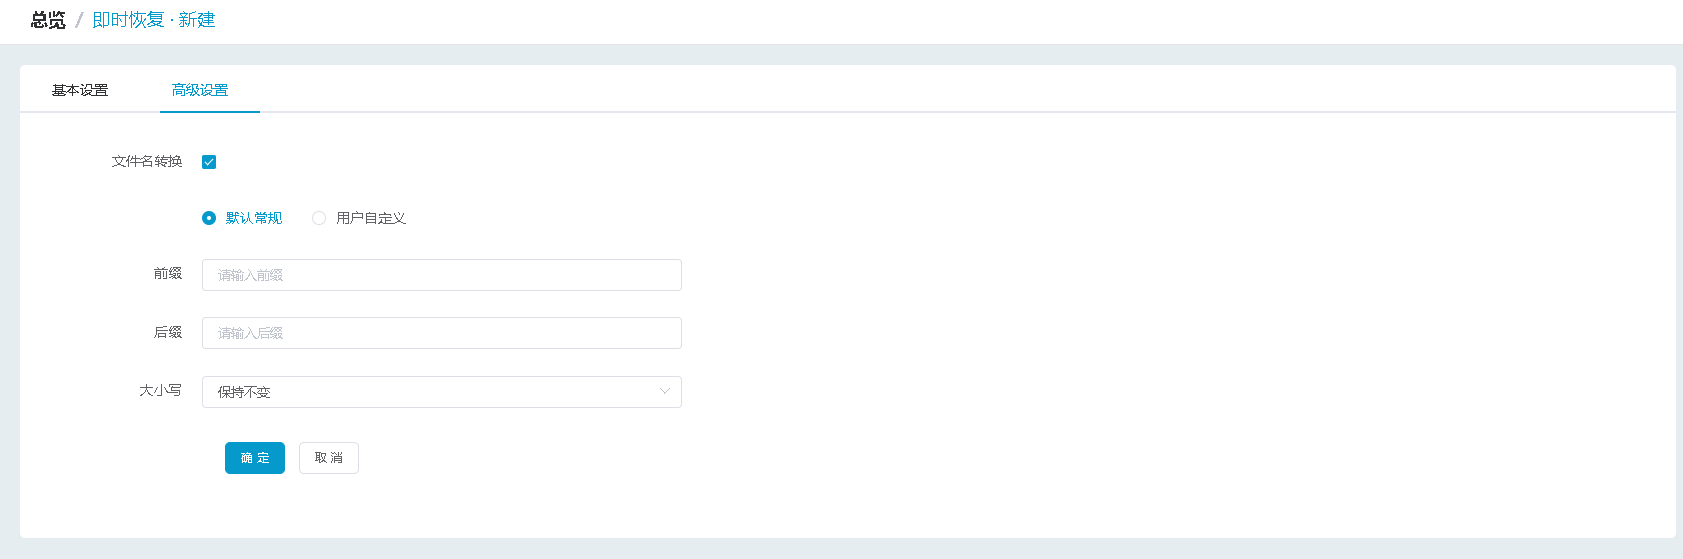 总览 / 即时恢复 · 新建
基本设置 高级设置
文件名转换
默认常规 用户自定义
前缀 请输入前缀
后缀 请输入后缀
大小写 保持不变
确 定 取 消